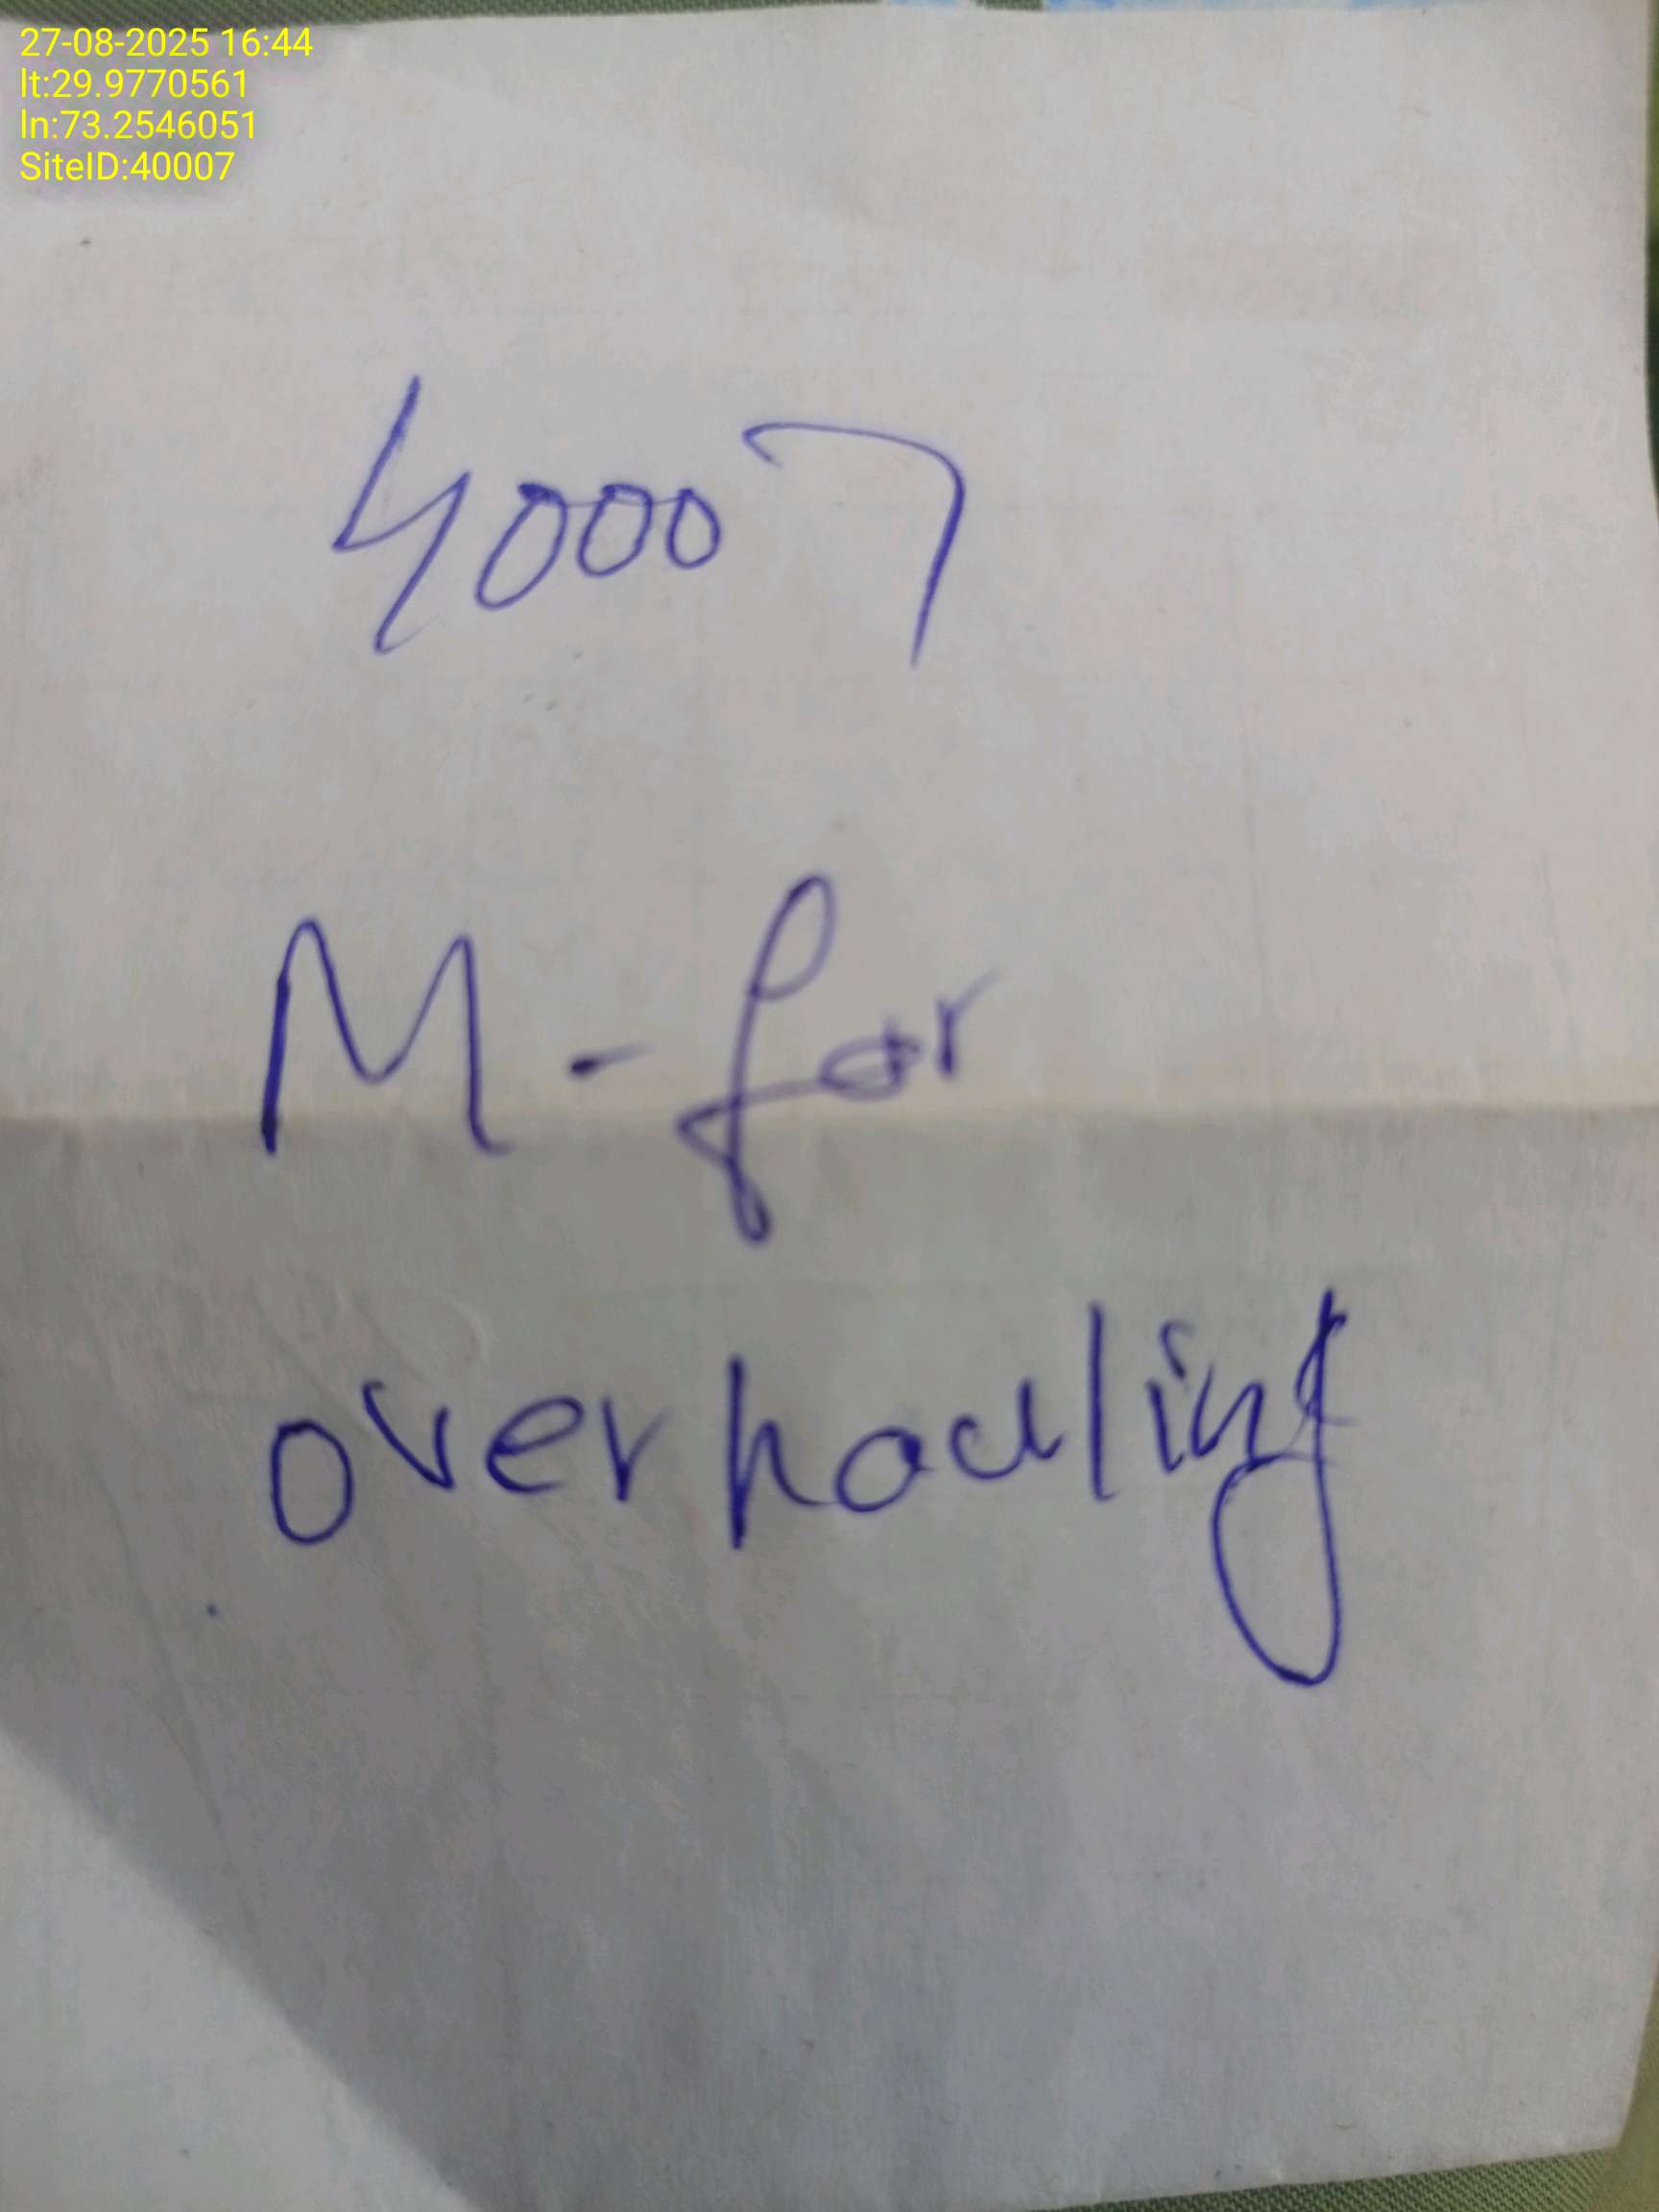 27-08-2025 16:44
lt:29.9770561
ln:73.2546051
SiteID:40007
40007
M-for
overhauling